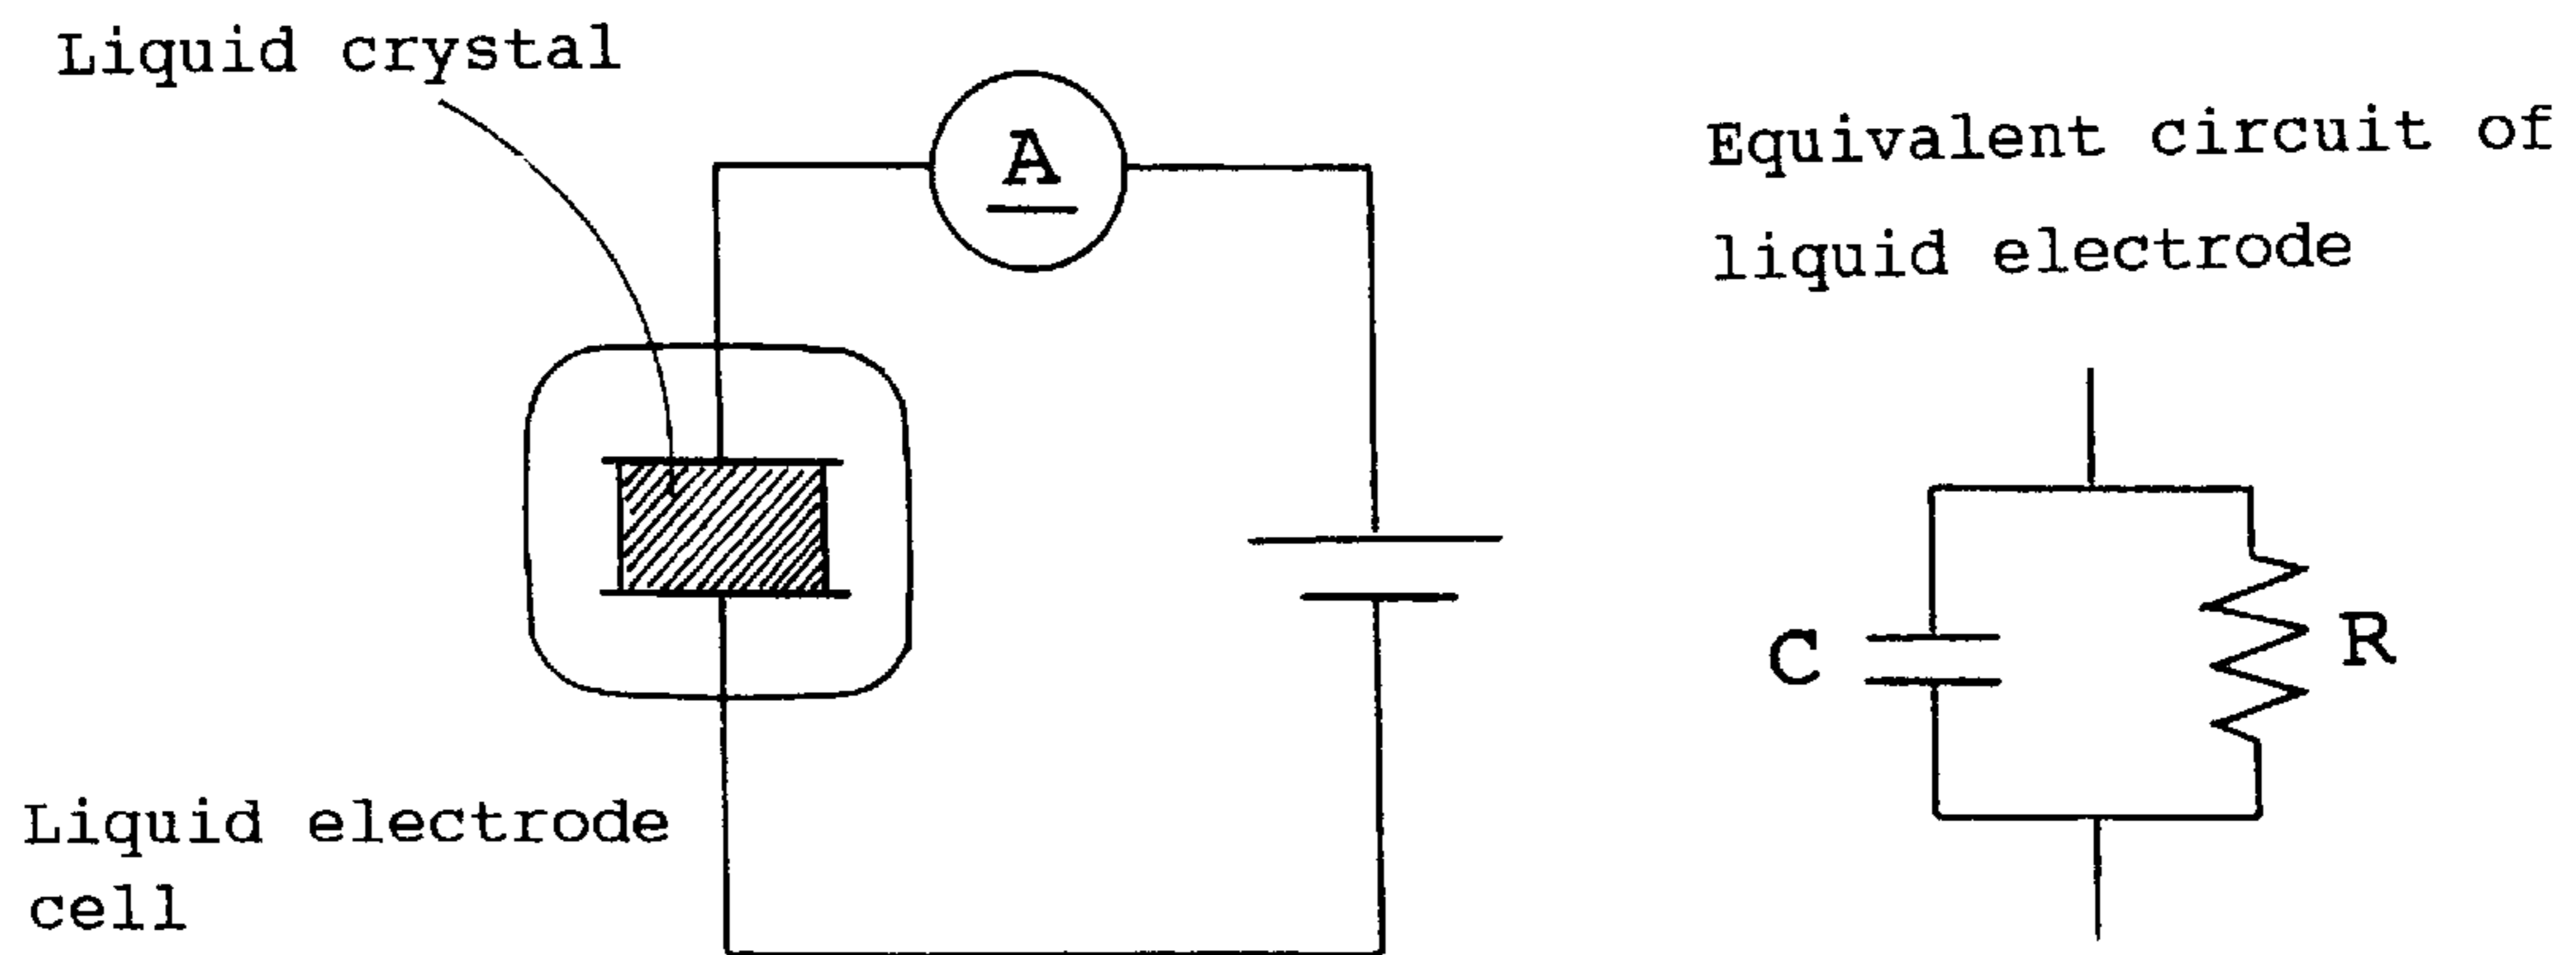 Liquid crystal
A
Equivalent circuit of
liquid electrode
C
R
Liquid electrode
cell